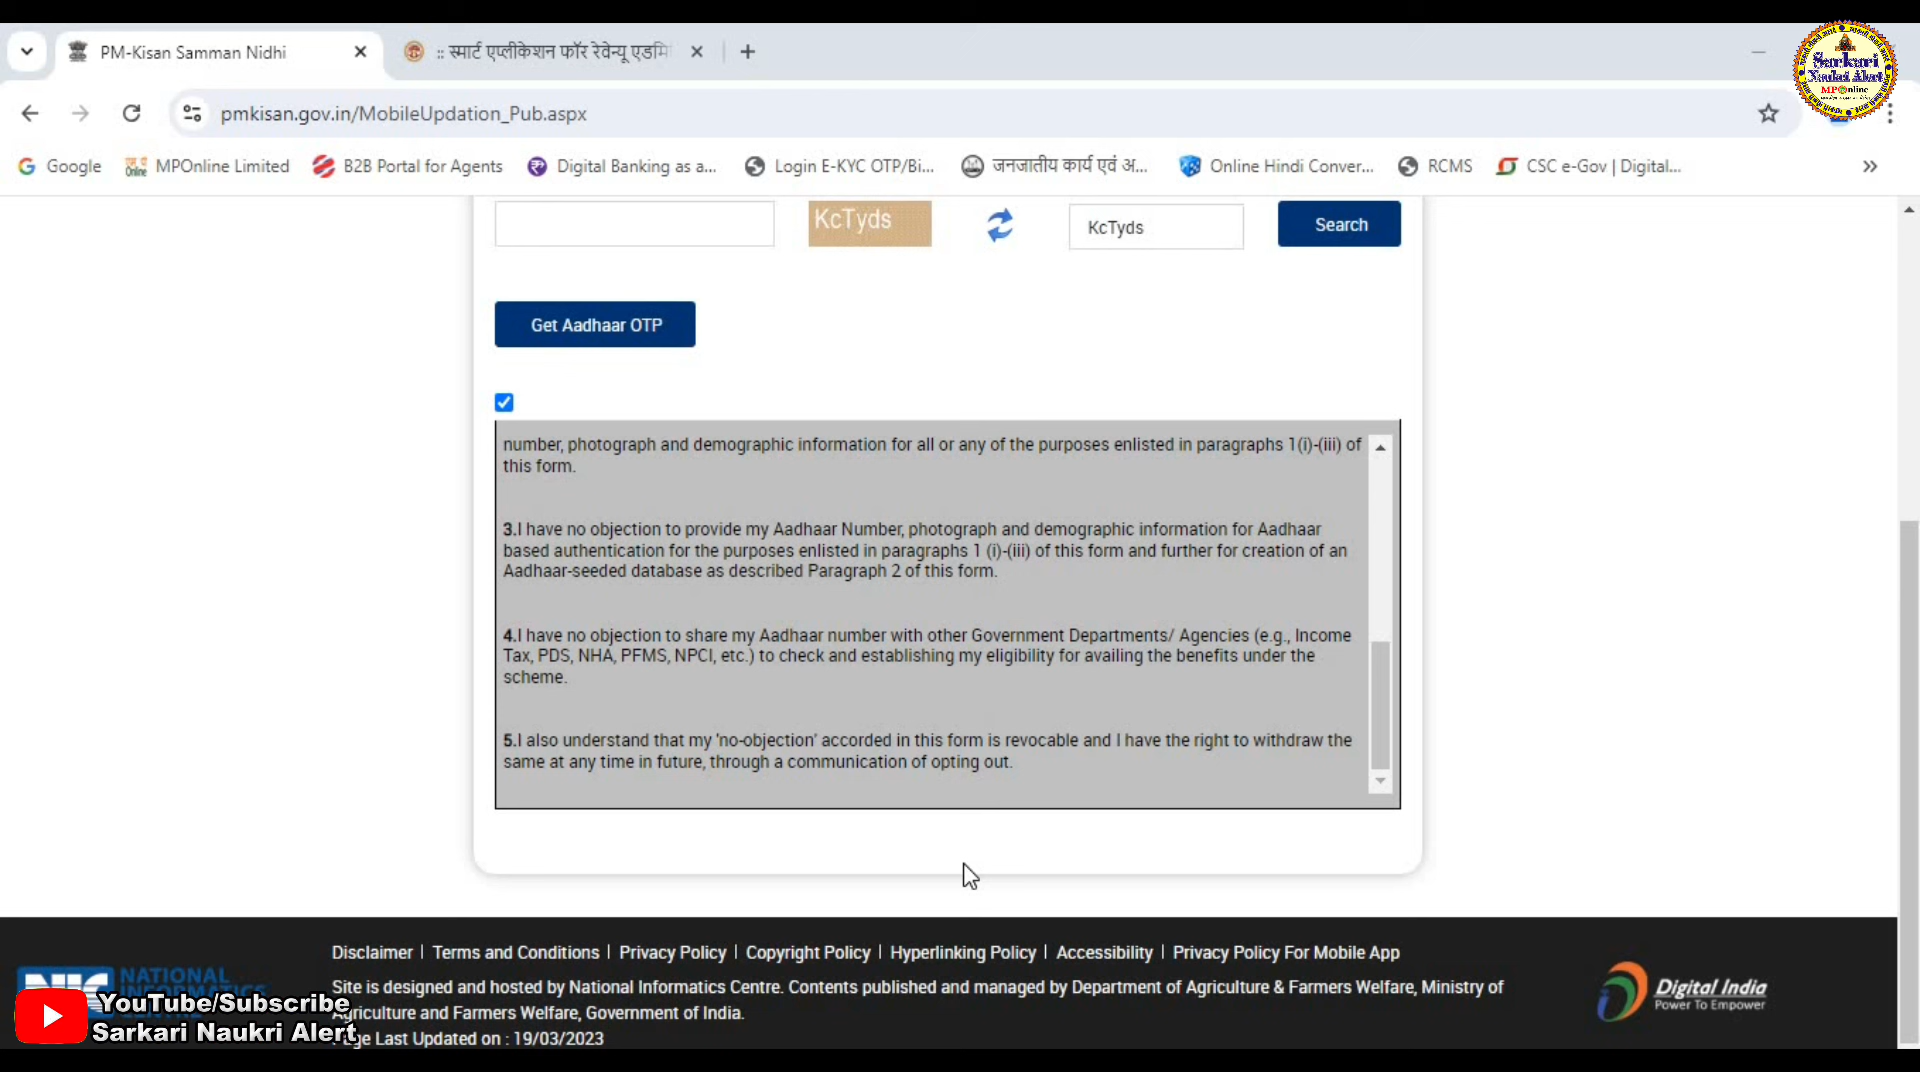 PM-Kisan Samman Nidhi
:: स्मार्ट एप्लीकेशन फॉर रेवेन्यू एडमि
pmkisan.gov.in/MobileUpdation_Pub.aspx
Google
MPOnline Limited
B2B Portal for Agents
Digital Banking as a...
Login E-KYC OTP/Bi...
जनजातीय कार्य एवं अ...
Online Hindi Conver...
RCMS
CSC e-Gov | Digital...
Sarkari
Naukri Alert
MPOnline
KcTyds
KcTyds
Search
Get Aadhaar OTP
number, photograph and demographic information for all or any of the purposes enlisted in paragraphs 1(i)-(iii) of
this form.
3.I have no objection to provide my Aadhaar Number, photograph and demographic information for Aadhaar
based authentication for the purposes enlisted in paragraphs 1 (i)-(iii) of this form and further for creation of an
Aadhaar-seeded database as described Paragraph 2 of this form.
4.I have no objection to share my Aadhaar number with other Government Departments/ Agencies (e.g., Income
Tax, PDS, NHA, PFMS, NPCI, etc.) to check and establishing my eligibility for availing the benefits under the
scheme.
5.I also understand that my 'no-objection' accorded in this form is revocable and I have the right to withdraw the
same at any time in future, through a communication of opting out.
Disclaimer | Terms and Conditions | Privacy Policy | Copyright Policy | Hyperlinking Policy | Accessibility | Privacy Policy For Mobile App
Site is designed and hosted by National Informatics Centre. Contents published and managed by Department of Agriculture & Farmers Welfare, Ministry of
Agriculture and Farmers Welfare, Government of India.
Page Last Updated on : 19/03/2023
NIC NATIONAL
INFORMATICS
YouTube/Subscribe
Sarkari Naukri Alert
Digital India
Power To Empower